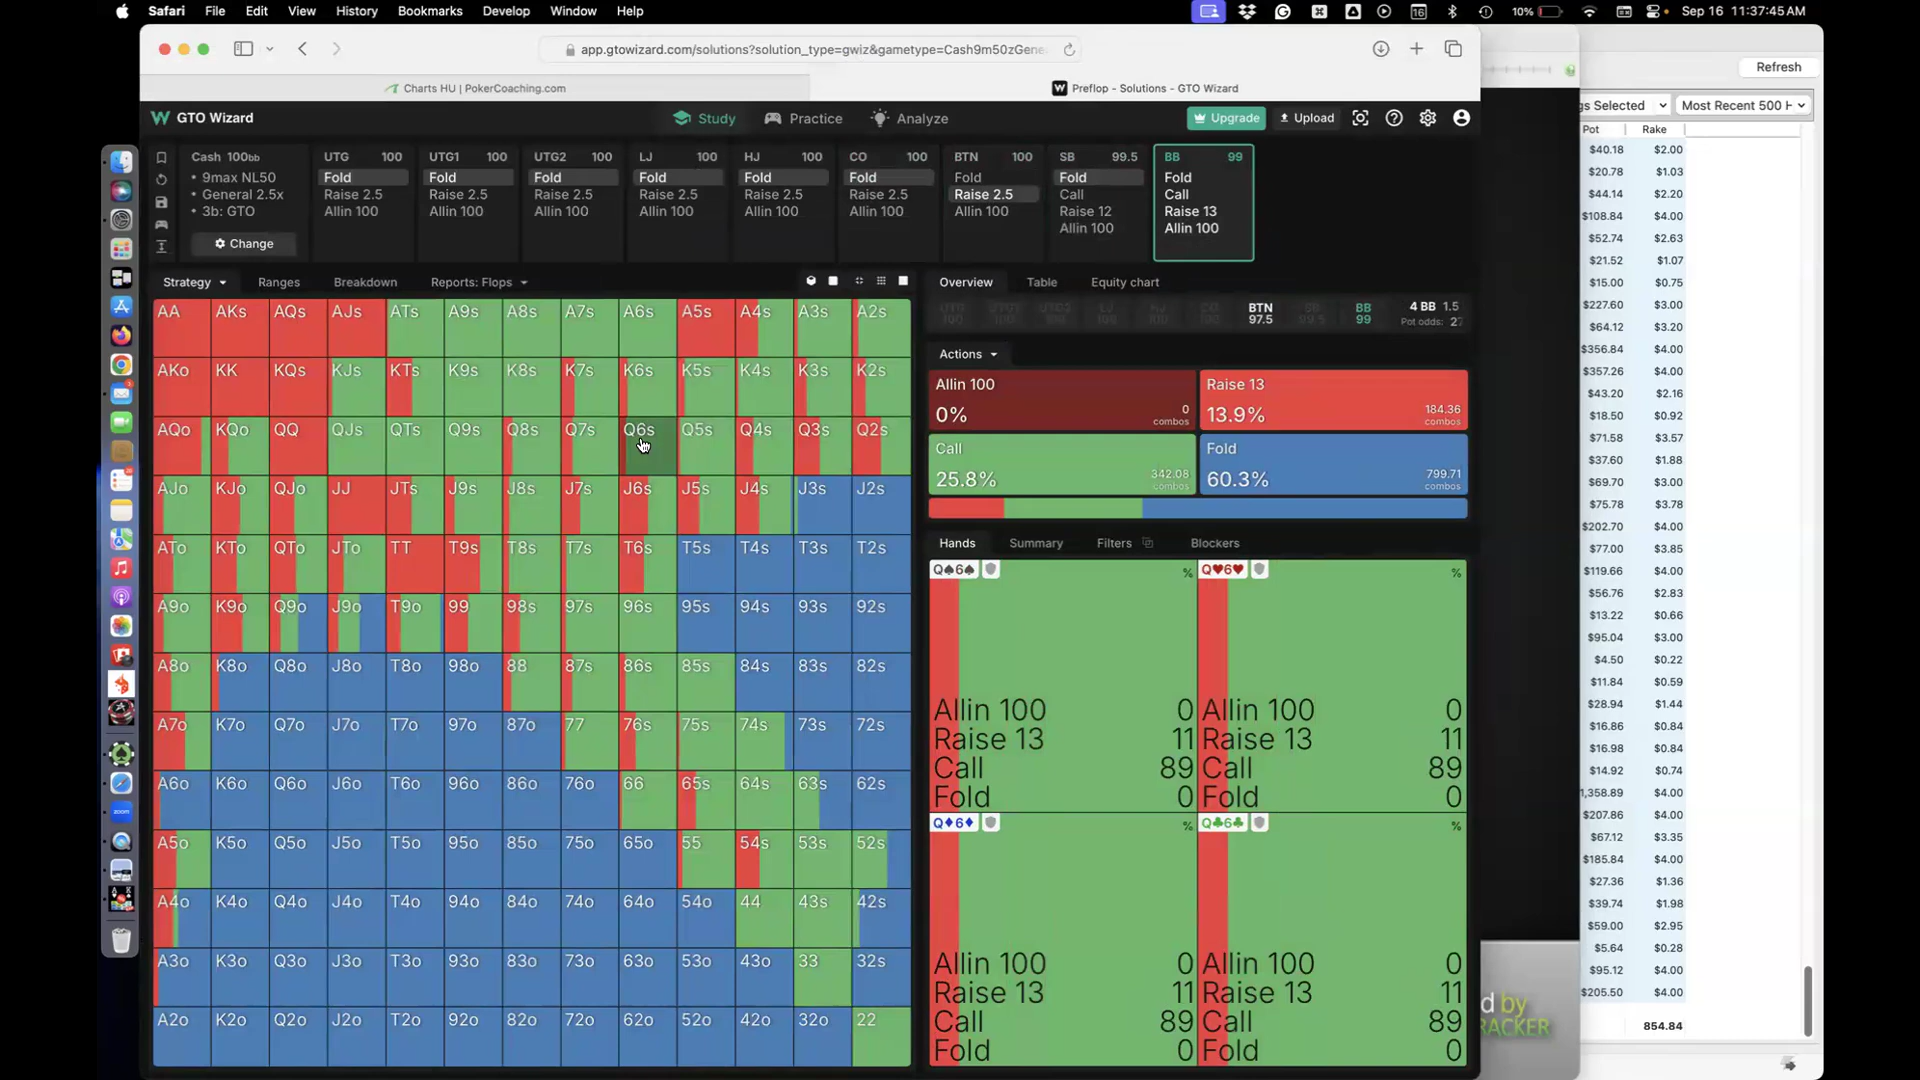 Safari File Edit View History Bookmarks Develop Window Help 16 10% Sep 16 11:37:45 AM
app.gtowizard.com/solutions?solution_type=gwiz&gametype=Cash9m50zGene
Charts HU | PokerCoaching.com
W Preflop - Solutions - GTO Wizard
W GTO Wizard Study Practice Analyze Upgrade Upload
Cash 100bb
• 9max NL50
• General 2.5x
• 3b: GTO
Change
UTG 100
Fold
Raise 2.5
Allin 100
UTG1 100
Fold
Raise 2.5
Allin 100
UTG2 100
Fold
Raise 2.5
Allin 100
LJ 100
Fold
Raise 2.5
Allin 100
HJ 100
Fold
Raise 2.5
Allin 100
CO 100
Fold
Raise 2.5
Allin 100
BTN 100
Fold
Raise 2.5
Allin 100
SB 99.5
Fold
Call
Raise 12
Allin 100
BB 99
Fold
Call
Raise 13
Allin 100
Strategy Ranges Breakdown Reports: Flops
AA AKs AQs AJs ATs A9s A8s A7s A6s A5s A4s A3s A2s
AKo KK KQs KJs KTs K9s K8s K7s K6s K5s K4s K3s K2s
AQo KQo QQ QJs QTs Q9s Q8s Q7s Q6s Q5s Q4s Q3s Q2s
AJo KJo QJo JJ JTs J9s J8s J7s J6s J5s J4s J3s J2s
ATo KTo QTo JTo TT T9s T8s T7s T6s T5s T4s T3s T2s
A9o K9o Q9o J9o T9o 99 98s 97s 96s 95s 94s 93s 92s
A8o K8o Q8o J8o T8o 98o 88 87s 86s 85s 84s 83s 82s
A7o K7o Q7o J7o T7o 97o 87o 77 76s 75s 74s 73s 72s
A6o K6o Q6o J6o T6o 96o 86o 76o 66 65s 64s 63s 62s
A5o K5o Q5o J5o T5o 95o 85o 75o 65o 55 54s 53s 52s
A4o K4o Q4o J4o T4o 94o 84o 74o 64o 54o 44 43s 42s
A3o K3o Q3o J3o T3o 93o 83o 73o 63o 53o 43o 33 32s
A2o K2o Q2o J2o T2o 92o 82o 72o 62o 52o 42o 32o 22
Overview Table Equity chart
BTN BB 4 BB 1.5
97.5 99.5 99 Pot odds: 2
Actions
Allin 100
0% 0 combos
Raise 13
13.9% 184.36 combos
Call
25.8% 342.08 combos
Fold
60.3% 799.71 combos
Hands Summary Filters Blockers
Q♠6♠ %
Allin 100 0
Raise 13 11
Call 89
Fold 0
Q♥6♥ %
Allin 100 0
Raise 13 11
Call 89
Fold 0
Q♦6♦ %
Allin 100 0
Raise 13 11
Call 89
Fold 0
Q♣6♣ %
Allin 100 0
Raise 13 11
Call 89
Fold 0
Refresh
gs Selected Most Recent 500 H
Pot Rake
$40.18 $2.00
$20.78 $1.03
$44.14 $2.20
$108.84 $4.00
$52.74 $2.63
$21.52 $1.07
$15.00 $0.75
$227.60 $3.00
$64.12 $3.20
$356.84 $4.00
$357.26 $4.00
$43.20 $2.16
$18.50 $0.92
$71.58 $3.57
$37.60 $1.88
$69.70 $3.00
$75.78 $3.78
$202.70 $4.00
$77.00 $3.85
$119.66 $4.00
$56.76 $2.83
$13.22 $0.66
$95.04 $3.00
$4.50 $0.22
$11.84 $0.59
$28.94 $1.44
$16.86 $0.84
$16.98 $0.84
$14.92 $0.74
1,358.89 $4.00
$207.86 $4.00
$67.12 $3.35
$185.84 $4.00
$27.36 $1.36
$39.74 $1.98
$59.00 $2.95
$5.64 $0.28
$95.12 $4.00
$205.50 $4.00
854.84
d by
RACKER